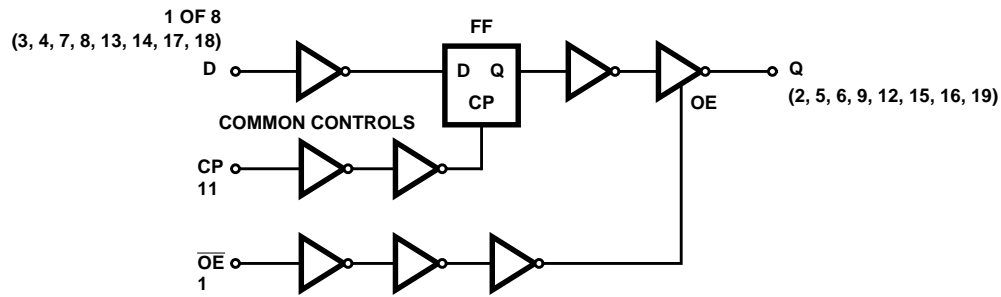 1 OF 8
(3, 4, 7, 8, 13, 14, 17, 18)
FF
D
D Q
CP
Q
(2, 5, 6, 9, 12, 15, 16, 19)
OE
COMMON CONTROLS
CP
11
O̅E̅
1